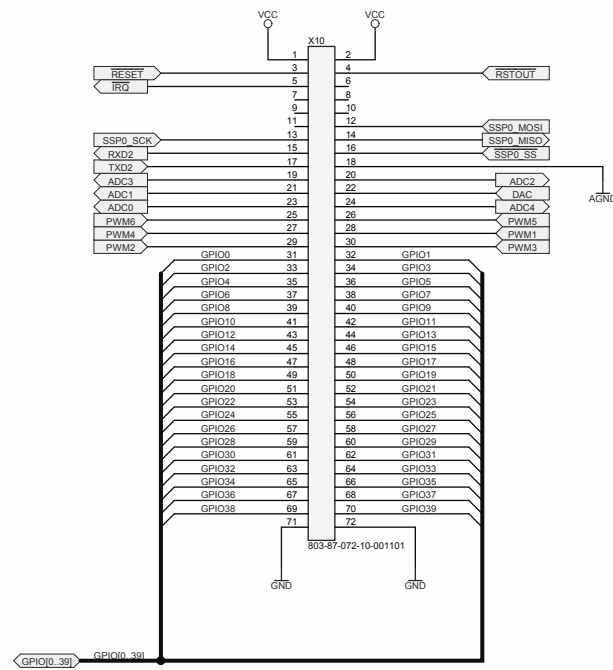 VCC VCC
X10
1 2
RESET 3 4 RSTOUT
IRQ 5 6
7 8
9 10
11 12 SSP0_MOSI
SSP0_SCK 13 14 SSP0_MISO
RXD2 15 16 SSP0_SS
TXD2 17 18
ADC3 19 20 ADC2
ADC1 21 22 DAC
AGND
ADC0 23 24 ADC4
PWM6 25 26 PWM5
PWM4 27 28 PWM1
PWM2 29 30 PWM3
GPIO0 31 32 GPIO1
GPIO2 33 34 GPIO3
GPIO4 35 36 GPIO5
GPIO6 37 38 GPIO7
GPIO8 39 40 GPIO9
GPIO10 41 42 GPIO11
GPIO12 43 44 GPIO13
GPIO14 45 46 GPIO15
GPIO16 47 48 GPIO17
GPIO18 49 50 GPIO19
GPIO20 51 52 GPIO21
GPIO22 53 54 GPIO23
GPIO24 55 56 GPIO25
GPIO26 57 58 GPIO27
GPIO28 59 60 GPIO29
GPIO30 61 62 GPIO31
GPIO32 63 64 GPIO33
GPIO34 65 66 GPIO35
GPIO36 67 68 GPIO37
GPIO38 69 70 GPIO39
71 72
803-87-072-10-001101
GND GND
GPIO[0..39] GPIO[0..39]